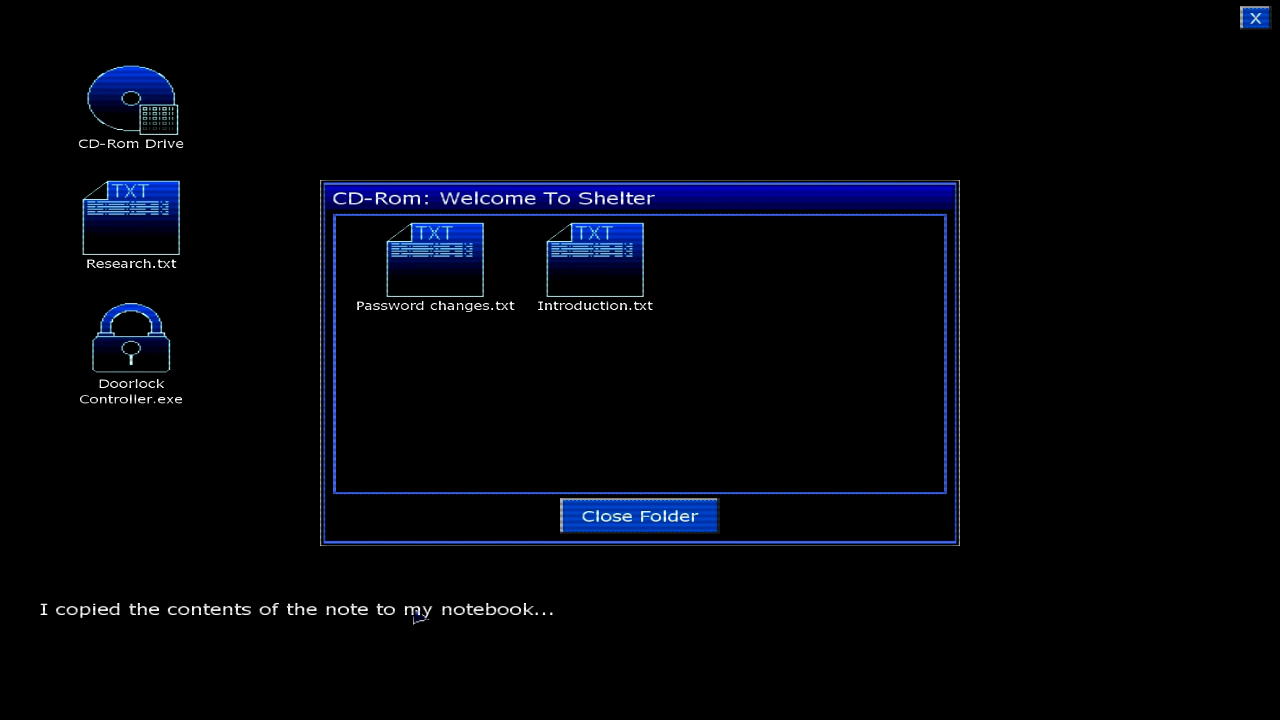 X
CD-Rom Drive
TXT
Research.txt
Doorlock
Controller.exe
CD-Rom: Welcome To Shelter
TXT
Password changes.txt
TXT
Introduction.txt
Close Folder
I copied the contents of the note to my notebook...